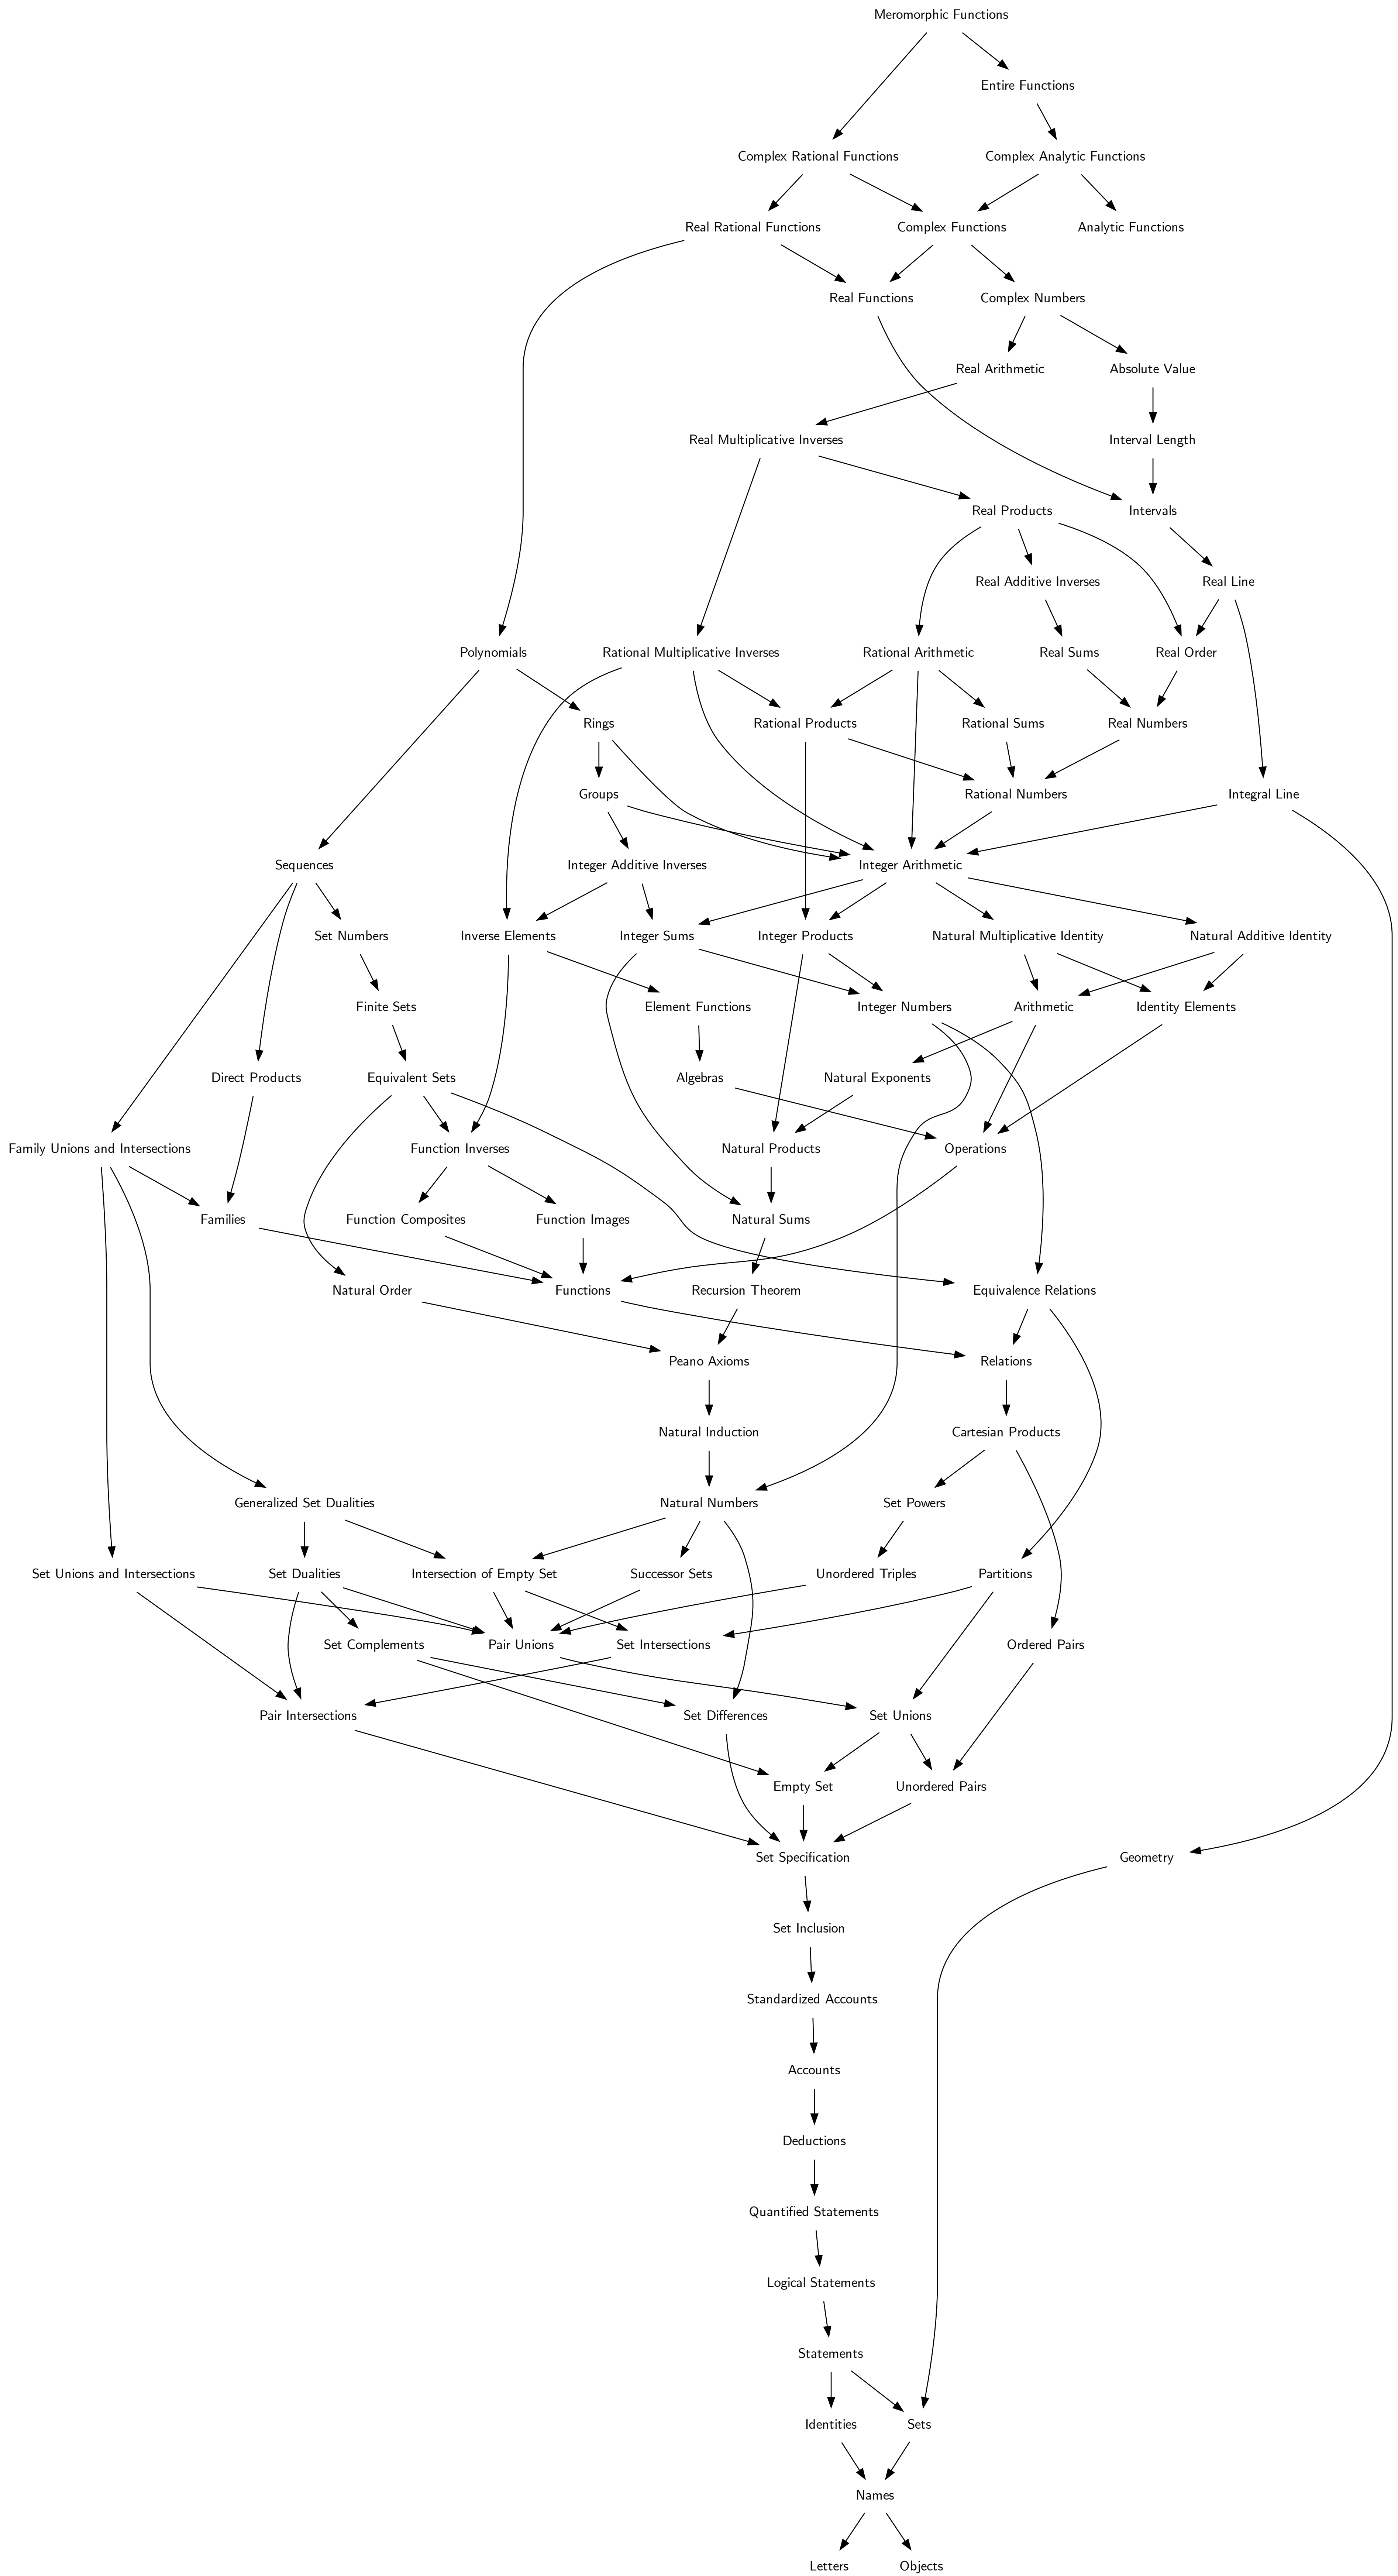 Meromorphic Functions
Entire Functions
Complex Rational Functions
Complex Analytic Functions
Real Rational Functions
Complex Functions
Analytic Functions
Real Functions
Complex Numbers
Real Arithmetic
Absolute Value
Real Multiplicative Inverses
Interval Length
Real Products
Intervals
Real Additive Inverses
Real Line
Polynomials
Rational Multiplicative Inverses
Rational Arithmetic
Real Sums
Real Order
Rings
Rational Products
Rational Sums
Real Numbers
Groups
Rational Numbers
Integral Line
Sequences
Integer Additive Inverses
Integer Arithmetic
Set Numbers
Inverse Elements
Integer Sums
Integer Products
Natural Multiplicative Identity
Natural Additive Identity
Finite Sets
Element Functions
Integer Numbers
Arithmetic
Identity Elements
Direct Products
Equivalent Sets
Algebras
Natural Exponents
Family Unions and Intersections
Function Inverses
Natural Products
Operations
Families
Function Composites
Function Images
Natural Sums
Natural Order
Functions
Recursion Theorem
Equivalence Relations
Peano Axioms
Relations
Natural Induction
Cartesian Products
Generalized Set Dualities
Natural Numbers
Set Powers
Set Unions and Intersections
Set Dualities
Intersection of Empty Set
Successor Sets
Unordered Triples
Partitions
Set Complements
Pair Unions
Set Intersections
Ordered Pairs
Pair Intersections
Set Differences
Set Unions
Empty Set
Unordered Pairs
Set Specification
Geometry
Set Inclusion
Standardized Accounts
Accounts
Deductions
Quantified Statements
Logical Statements
Statements
Identities
Sets
Names
Letters
Objects